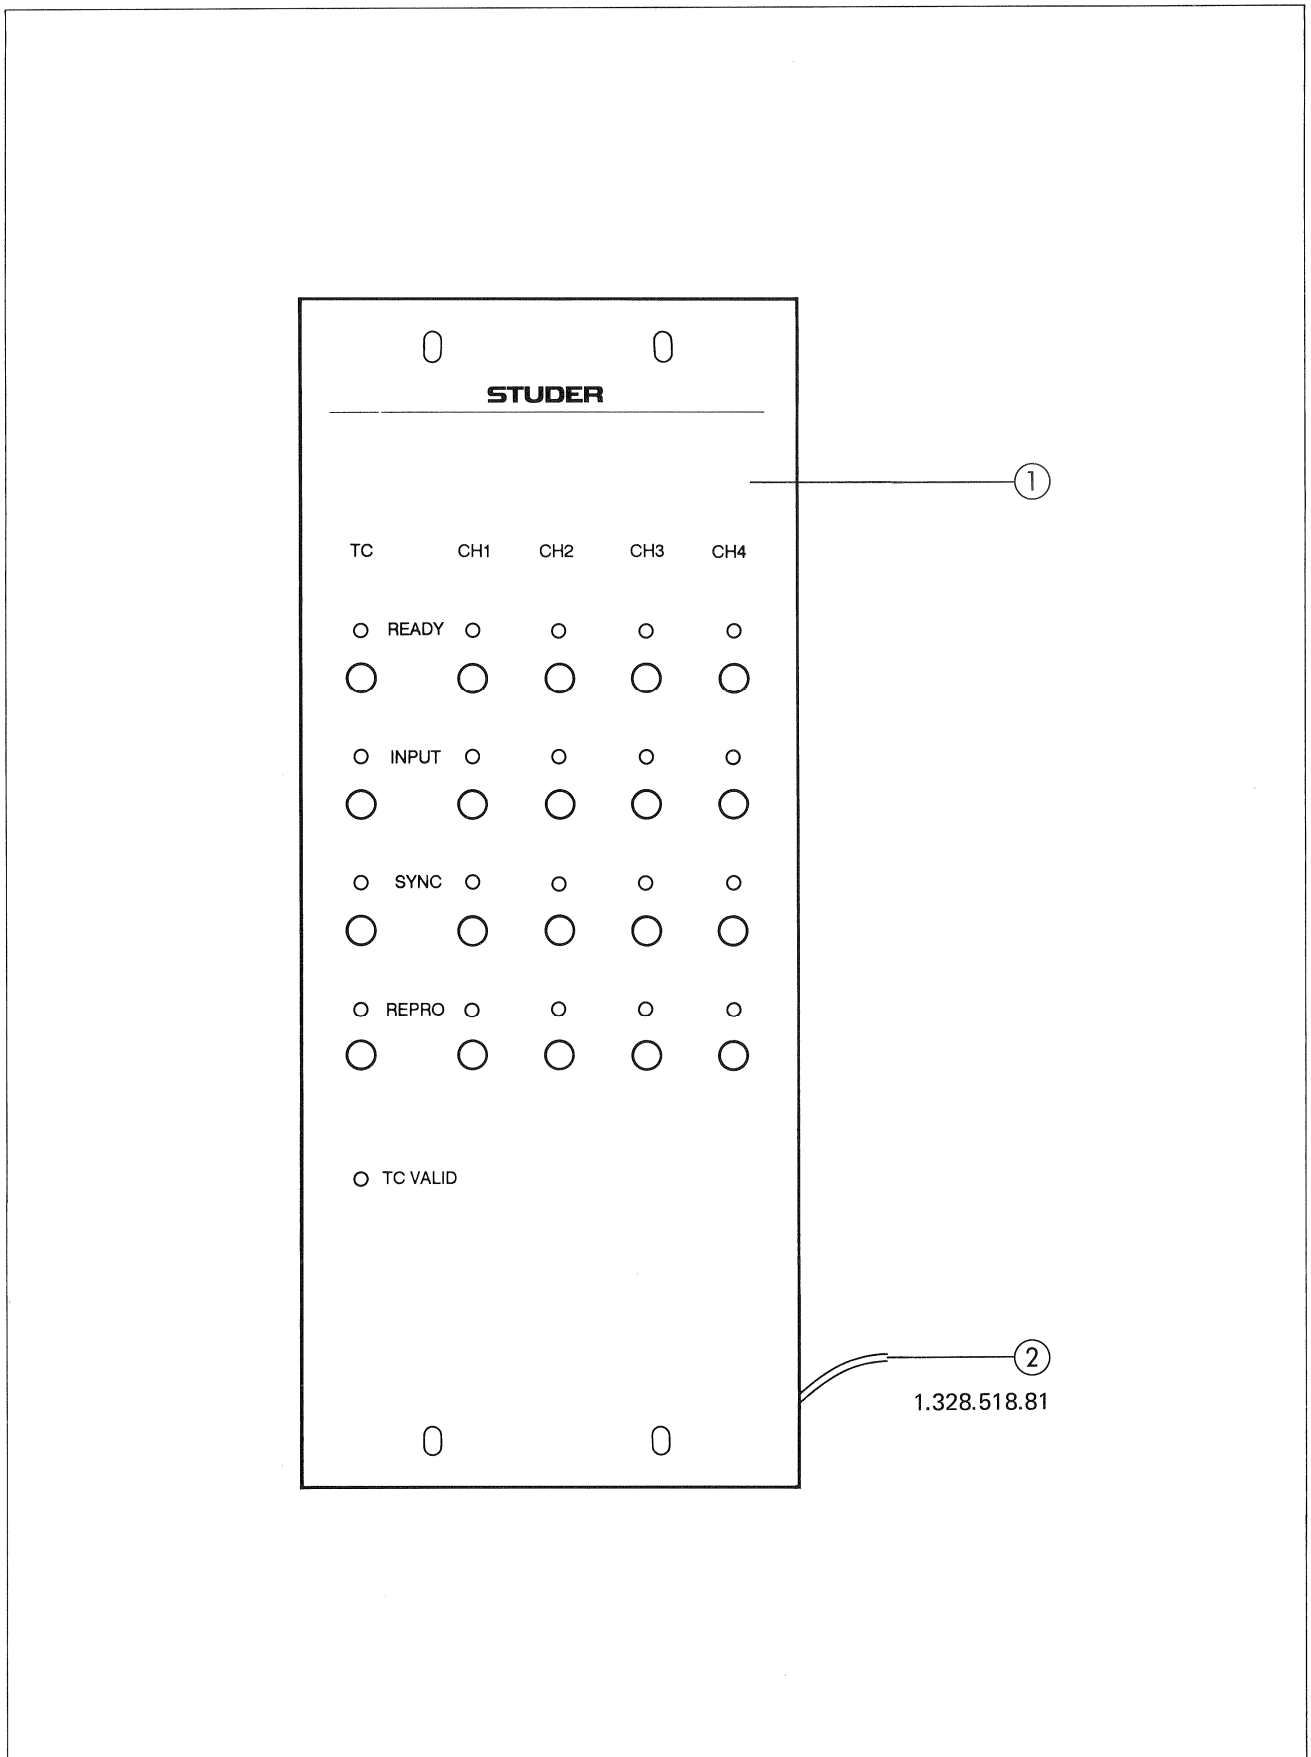 STUDER
1
TC CH1 CH2 CH3 CH4
READY
INPUT
SYNC
REPRO
TC VALID
2
1.328.518.81